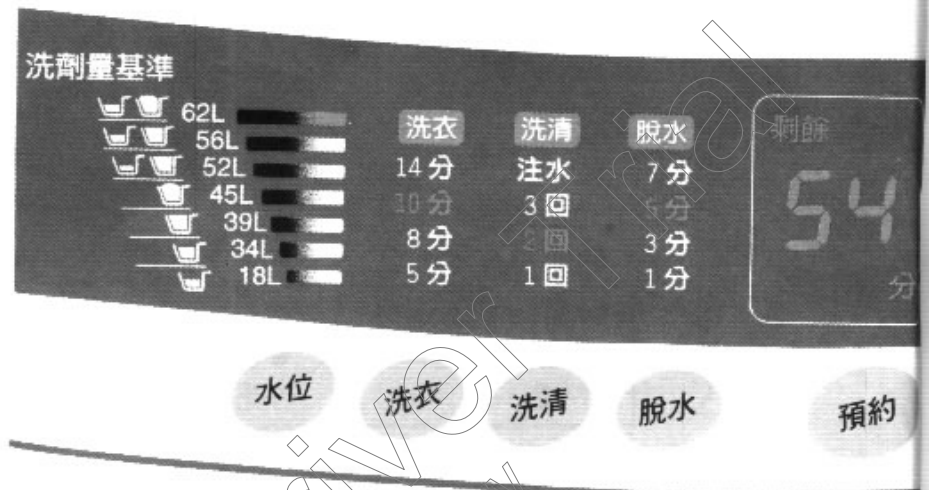 洗劑量基準
62L 洗衣 洗清 脫水 剩餘
56L
52L 14分 注水 7分
45L 10分 3回 5分 54
39L 8分 2回 3分
34L
18L 5分 1回 1分 分
水位 洗衣 洗清 脫水 預約